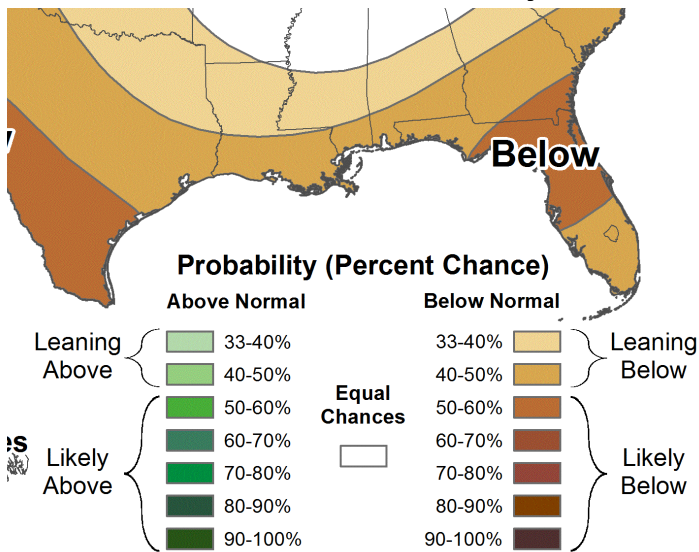 Below
Probability (Percent Chance)
Above Normal
Below Normal
Leaning
Above
33-40%
40-50%
Likely
Above
50-60%
60-70%
70-80%
80-90%
90-100%
Equal
Chances
33-40%
40-50%
Leaning
Below
50-60%
60-70%
70-80%
80-90%
90-100%
Likely
Below
es